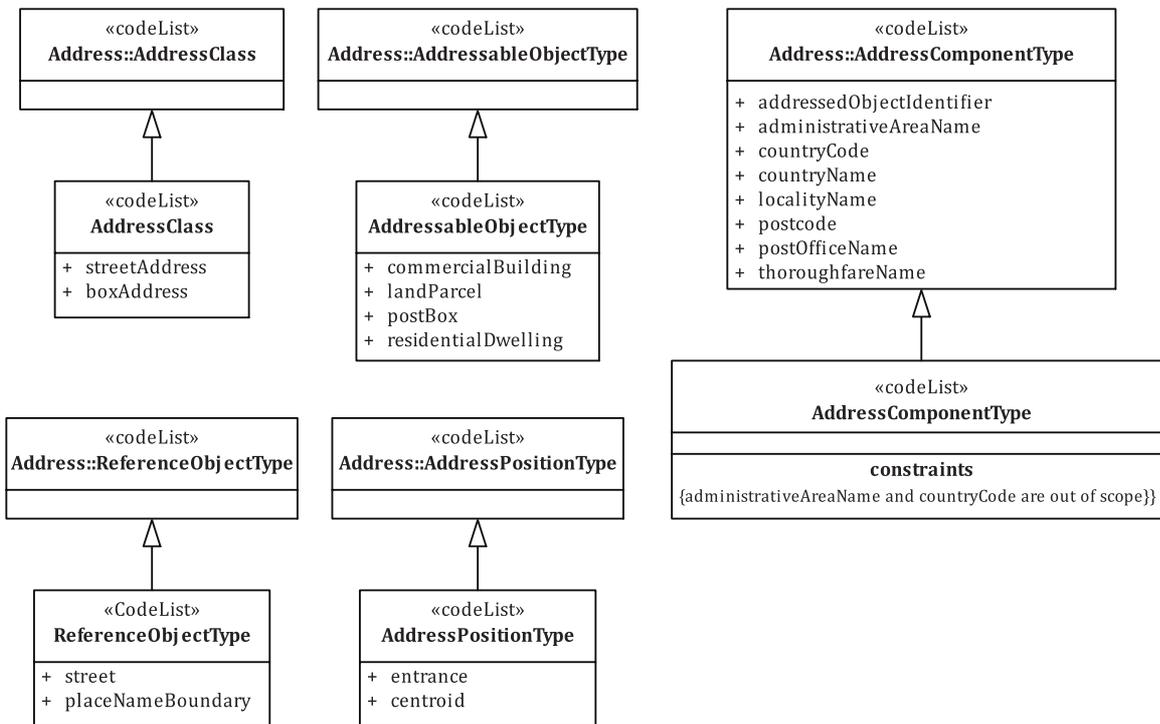 «codeList»
Address::AddressClass
«codeList»
AddressClass
+ streetAddress
+ boxAddress
«codeList»
Address::AddressableObjectType
«codeList»
AddressableObjectType
+ commercialBuilding
+ landParcel
+ postBox
+ residentialDwelling
«codeList»
Address::AddressComponentType
+ addressedObjectIdentifier
+ administrativeAreaName
+ countryCode
+ countryName
+ localityName
+ postcode
+ postOfficeName
+ thoroughfareName
«codeList»
AddressComponentType
constraints
{administrativeAreaName and countryCode are out of scope}}
«codeList»
Address::ReferenceObjectType
«CodeList»
ReferenceObjectType
+ street
+ placeNameBoundary
«codeList»
Address::AddressPositionType
«codeList»
AddressPositionType
+ entrance
+ centroid